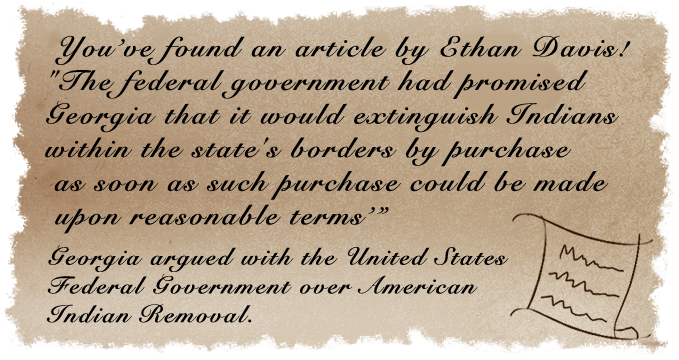 You've found an article by Ethan Davis!
"The federal government had promised
Georgia that it would extinguish Indians
within the state's borders by purchase
as soon as such purchase could be made
upon reasonable terms'”
Georgia argued with the United States
Federal Government over American
Indian Removal.